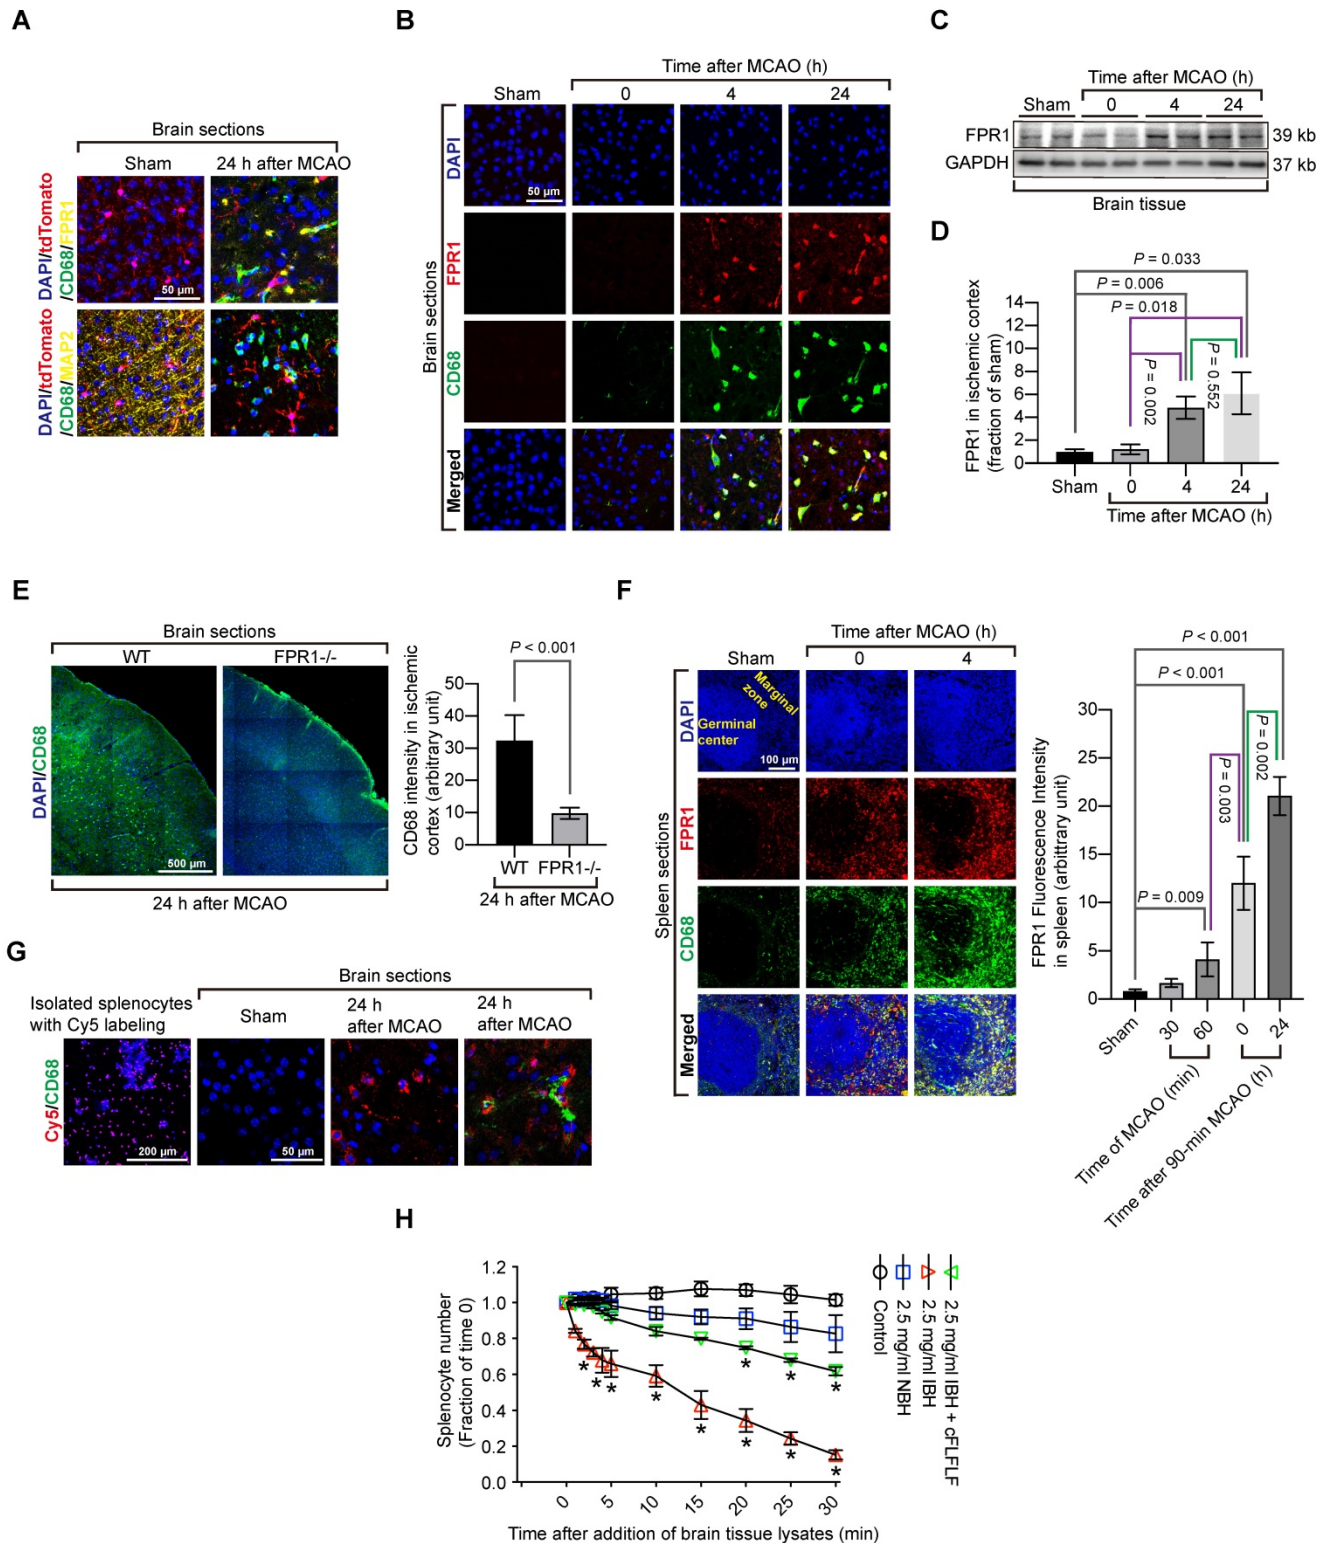 A
Brain sections
Sham
24 h after MCAO
DAPI/tdTomato
/CD68/FPR1
50 µm
DAPI/tdTomato
/CD68/MAP2
B
Time after MCAO (h)
Sham
0
4
24
Brain sections
DAPI
50 µm
FPR1
CD68
Merged
C
Time after MCAO (h)
Sham
0
4
24
FPR1
39 kb
GAPDH
37 kb
Brain tissue
D
P = 0.033
P = 0.006
P = 0.018
P = 0.002
P = 0.552
FPR1 in ischemic cortex
(fraction of sham)
14
12
10
8
6
4
2
0
Sham
0
4
24
Time after MCAO (h)
E
Brain sections
WT
FPR1-/-
DAPI/CD68
500 µm
24 h after MCAO
P < 0.001
CD68 intensity in ischemic
cortex (arbitrary unit)
50
40
30
20
10
0
WT
FPR1-/-
24 h after MCAO
F
Time after MCAO (h)
Sham
0
4
Spleen sections
DAPI
Marginal
zone
Germinal
center
100 µm
FPR1
CD68
Merged
P < 0.001
P < 0.001
P = 0.002
P = 0.003
P = 0.009
FPR1 Fluorescence Intensity
in spleen (arbittrary unit)
30
25
20
15
10
5
0
Sham
30
60
0
24
Time of MCAO (min)
Time after 90-min MCAO (h)
G
Brain sections
Isolated splenocytes
with Cy5 labeling
Sham
24 h
after MCAO
24 h
after MCAO
Cy5/CD68
200 µm
50 µm
H
Splenocyte number
(Fraction of time 0)
1.2
1.0
0.8
0.6
0.4
0.2
0.0
* * * * * * * * *
* * *
0
5
10
15
20
25
30
Time after addition of brain tissue lysates (min)
Control
2.5 mg/ml NBH
2.5 mg/ml IBH
2.5 mg/ml IBH + cFLFLF